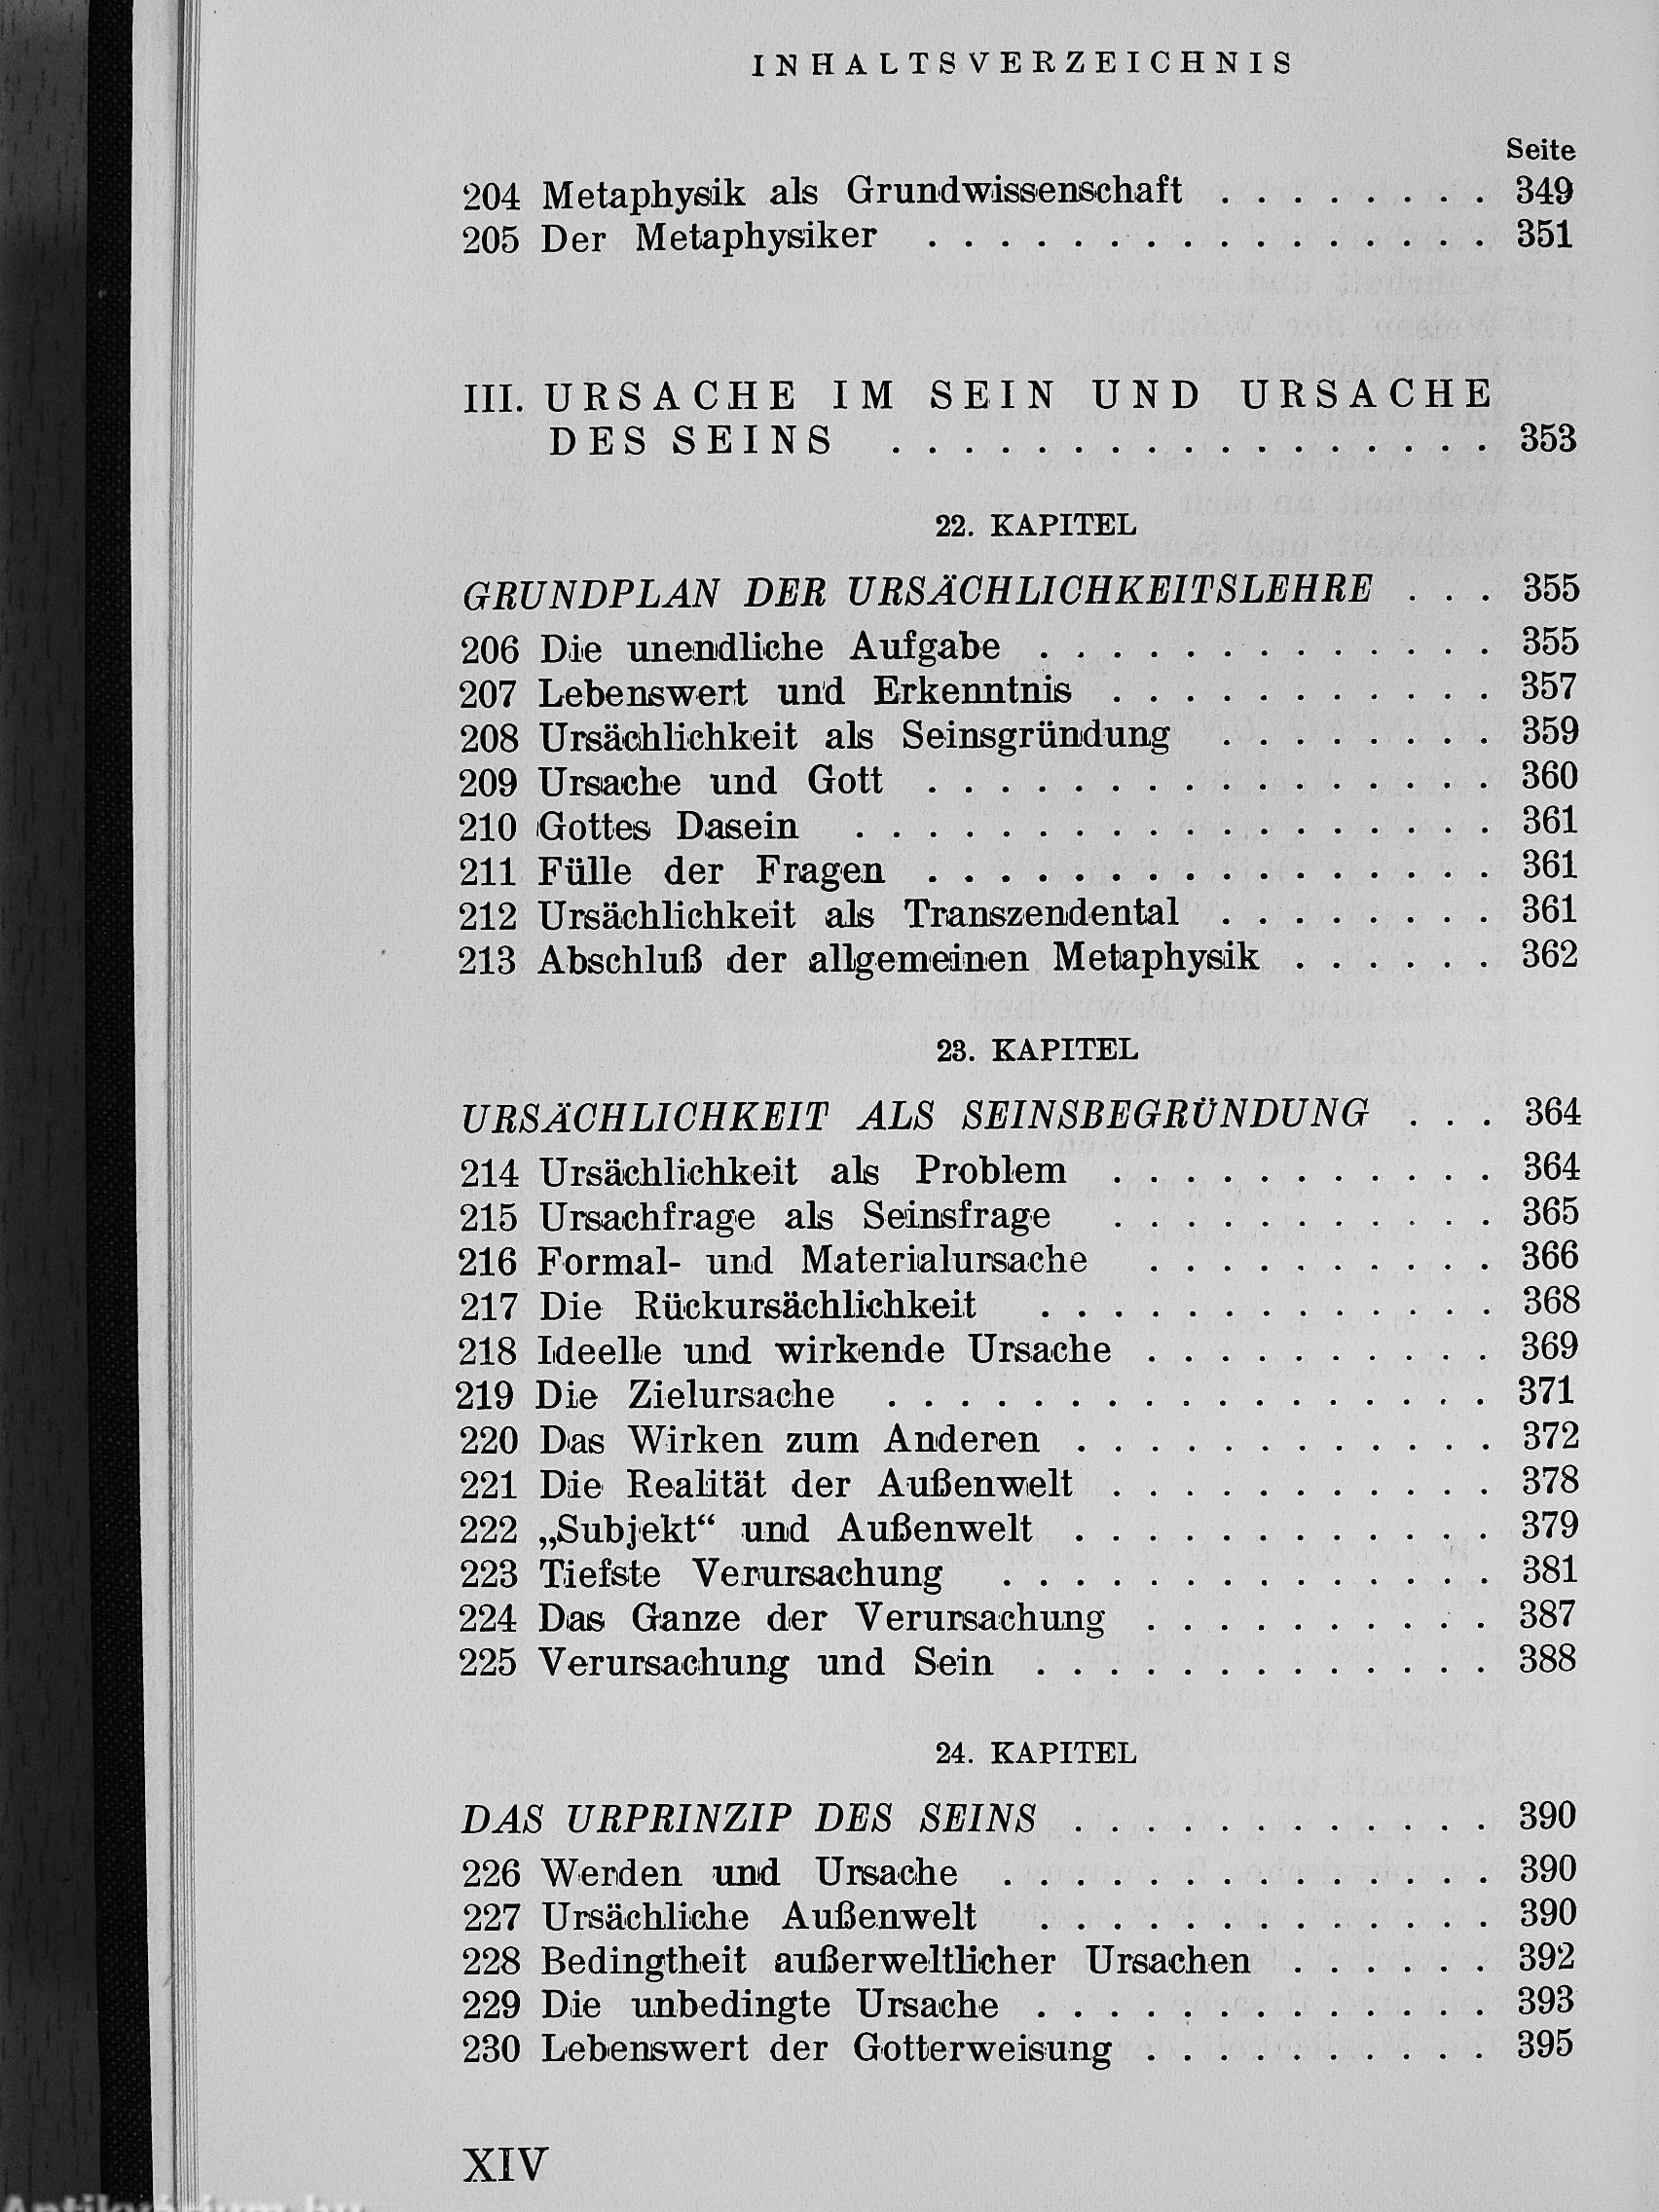 INHALTSVERZEICHNIS
Seite
204 Metaphysik als Grundwissenschaft . . . . . . . . 349
205 Der Metaphysiker . . . . . . . . . . . . . . . . 351
III. URSACHE IM SEIN UND URSACHE
DES SEINS . . . . . . . . . . . . . . . . . 353
22. KAPITEL
GRUNDPLAN DER URSÄCHLICHKEITSLEHRE . . . 355
206 Die unendliche Aufgabe . . . . . . . . . . . . . 355
207 Lebenswert und Erkenntnis . . . . . . . . . . . 357
208 Ursächlichkeit als Seinsgründung . . . . . . . . 359
209 Ursache und Gott . . . . . . . . . . . . . . . . 360
210 Gottes Dasein . . . . . . . . . . . . . . . . . . 361
211 Fülle der Fragen . . . . . . . . . . . . . . . . 361
212 Ursächlichkeit als Transzendental . . . . . . . . 361
213 Abschluß der allgemeinen Metaphysik . . . . . . 362
23. KAPITEL
URSÄCHLICHKEIT ALS SEINSBEGRÜNDUNG . . . 364
214 Ursächlichkeit als Problem . . . . . . . . . . . 364
215 Ursachfrage als Seinsfrage . . . . . . . . . . . 365
216 Formal- und Materialursache . . . . . . . . . . 366
217 Die Rückursächlichkeit . . . . . . . . . . . . . 368
218 Ideelle und wirkende Ursache . . . . . . . . . . 369
219 Die Zielursache . . . . . . . . . . . . . . . . . 371
220 Das Wirken zum Anderen . . . . . . . . . . . . 372
221 Die Realität der Außenwelt . . . . . . . . . . . 378
222 „Subjekt“ und Außenwelt . . . . . . . . . . . . 379
223 Tiefste Verursachung . . . . . . . . . . . . . . 381
224 Das Ganze der Verursachung . . . . . . . . . . 387
225 Verursachung und Sein . . . . . . . . . . . . . 388
24. KAPITEL
DAS URPRINZIP DES SEINS . . . . . . . . . . . . 390
226 Werden und Ursache . . . . . . . . . . . . . . 390
227 Ursächliche Außenwelt . . . . . . . . . . . . . 390
228 Bedingtheit außerweltlicher Ursachen . . . . . . 392
229 Die unbedingte Ursache . . . . . . . . . . . . . 393
230 Lebenswert der Gotterweisung . . . . . . . . . . 395
XIV
Antikvárium.hu